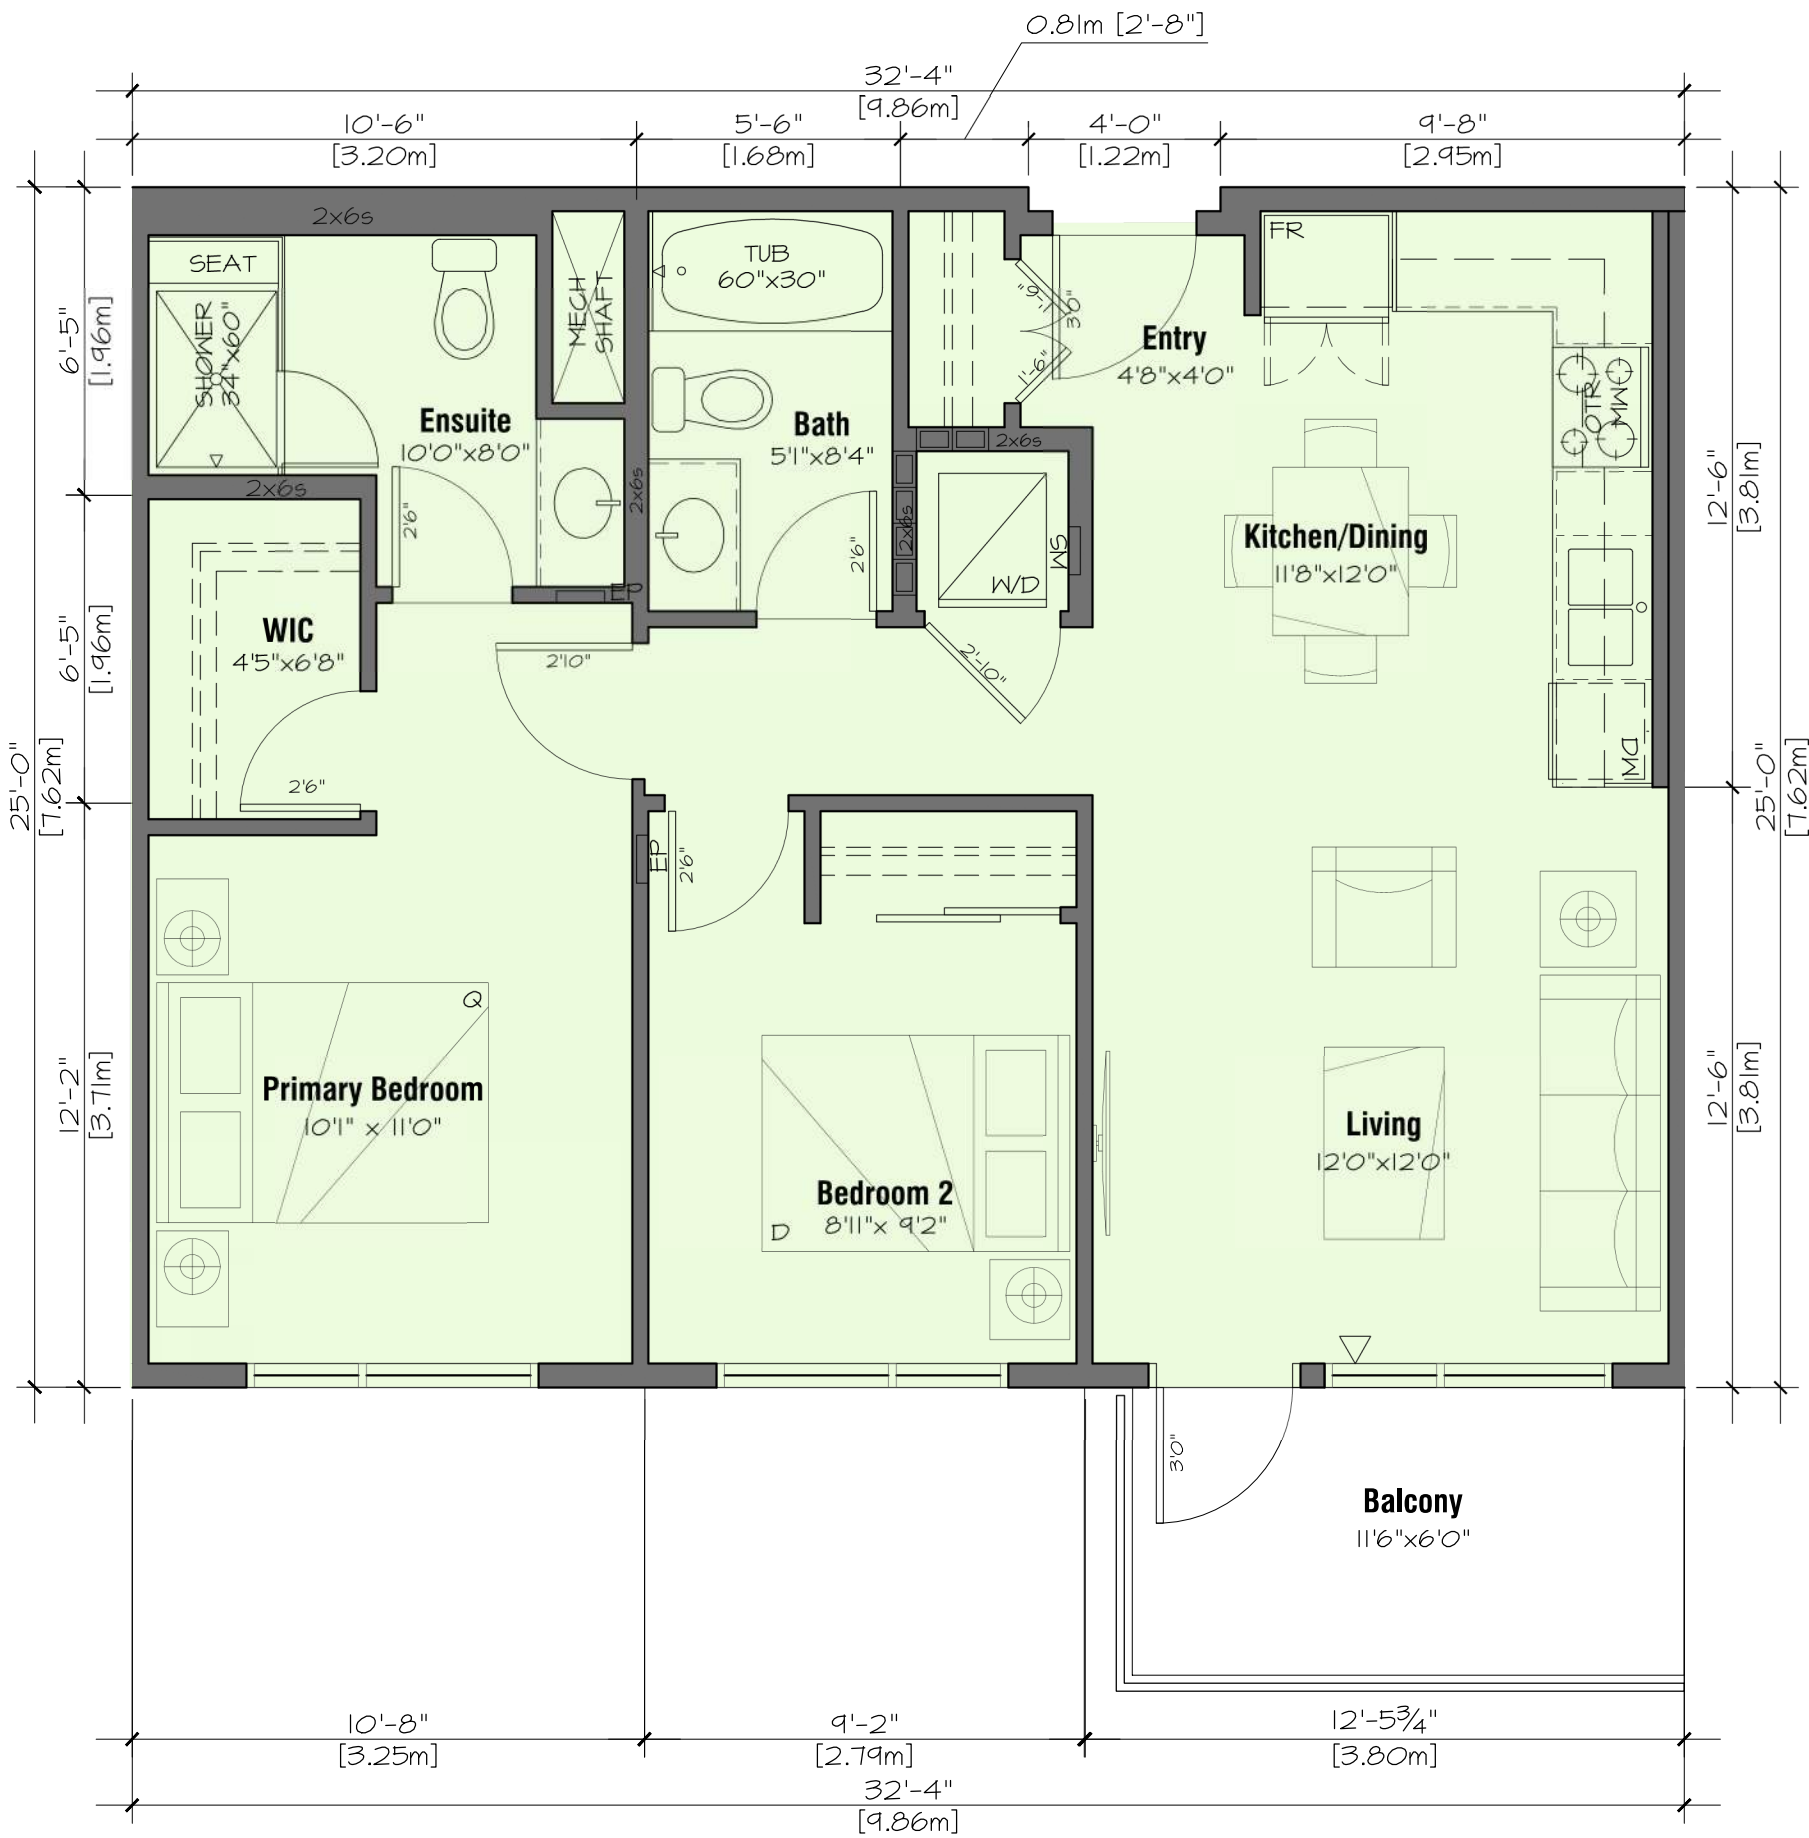 0.81m [2'-8"]
32'-4"
[9.86m]
10'-6"
[3.20m]
5'-6"
[1.68m]
4'-0"
[1.22m]
9'-8"
[2.95m]
25'-0"
[7.62m]
6'-5"
[1.96m]
6'-5"
[1.96m]
12'-2"
[3.71m]
2x6s
SEAT
SHOWER
34"x60"
MECH
SHAFT
TUB
60"x30"
1'-6"
1'-6"
3'0"
FR
Entry
4'8"x4'0"
OTR
MW
Ensuite
10'0"x8'0"
Bath
5'1"x8'4"
2x6s
2x6s
2x6s
2x6s
2'6"
2'6"
EP
W/D
SM
Kitchen/Dining
11'8"x12'0"
WIC
4'5"x6'8"
2'10"
2'-10"
2'6"
DW
EP
2'6"
Q
Primary Bedroom
10'1" x 11'0"
Bedroom 2
8'11"x 9'2"
D
Living
12'0"x12'0"
3'0"
Balcony
11'6"x6'0"
12'-6"
[3.81m]
12'-6"
[3.81m]
25'-0"
[7.62m]
10'-8"
[3.25m]
9'-2"
[2.79m]
12'-5¾"
[3.80m]
32'-4"
[9.86m]